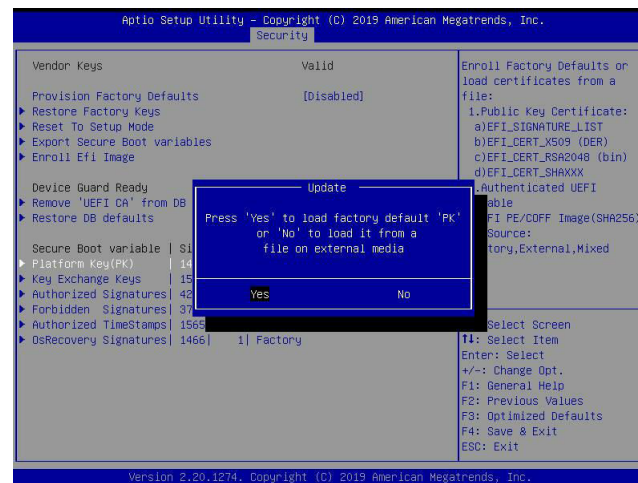 Aptio Setup Utility – Copyright (C) 2019 American Megatrends, Inc.
Security
Vendor Keys Valid
Provision Factory Defaults [Disabled]
Restore Factory Keys
Reset To Setup Mode
Export Secure Boot variables
Enroll Efi Image
Device Guard Ready
Remove 'UEFI CA' from DB
Restore DB defaults
Secure Boot variable | Si
Platform Key(PK) | 14
Key Exchange Keys | 15
Authorized Signatures| 42
Forbidden Signatures| 37
Authorized TimeStamps| 1565
OsRecovery Signatures| 1466| 1| Factory
Update
Press 'Yes' to load factory default 'PK'
or 'No' to load it from a
file on external media
Yes No
Enroll Factory Defaults or
load certificates from a
file:
1.Public Key Certificate:
a)EFI_SIGNATURE_LIST
b)EFI_CERT_X509 (DER)
c)EFI_CERT_RSA2048 (bin)
d)EFI_CERT_SHAXXX
.Authenticated UEFI
able
FI PE/COFF Image(SHA256)
Source:
tory,External,Mixed
Select Screen
↑↓: Select Item
Enter: Select
+/-: Change Opt.
F1: General Help
F2: Previous Values
F3: Optimized Defaults
F4: Save & Exit
ESC: Exit
Version 2.20.1274. Copyright (C) 2019 American Megatrends, Inc.